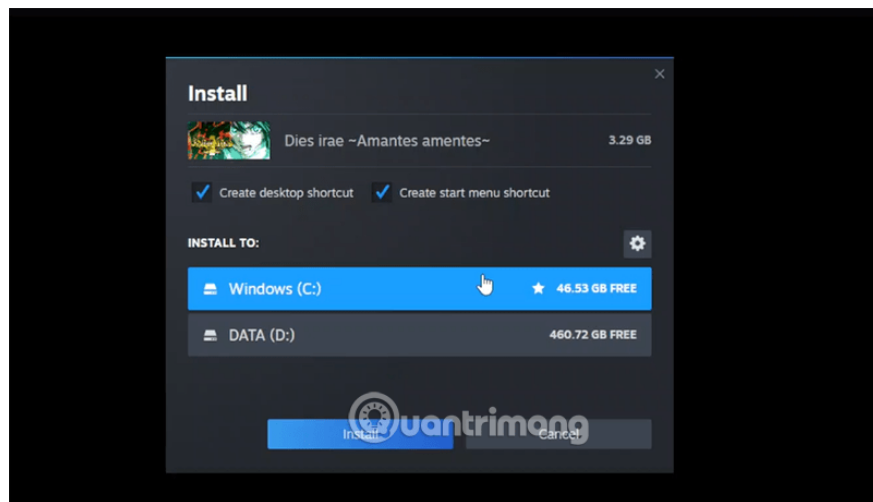 Install
Dies irae ~Amantes amentes~ 3.29 GB
Create desktop shortcut Create start menu shortcut
INSTALL TO:
Windows (C:) 46.53 GB FREE
DATA (D:) 460.72 GB FREE
Quantrimang
Install Cancel